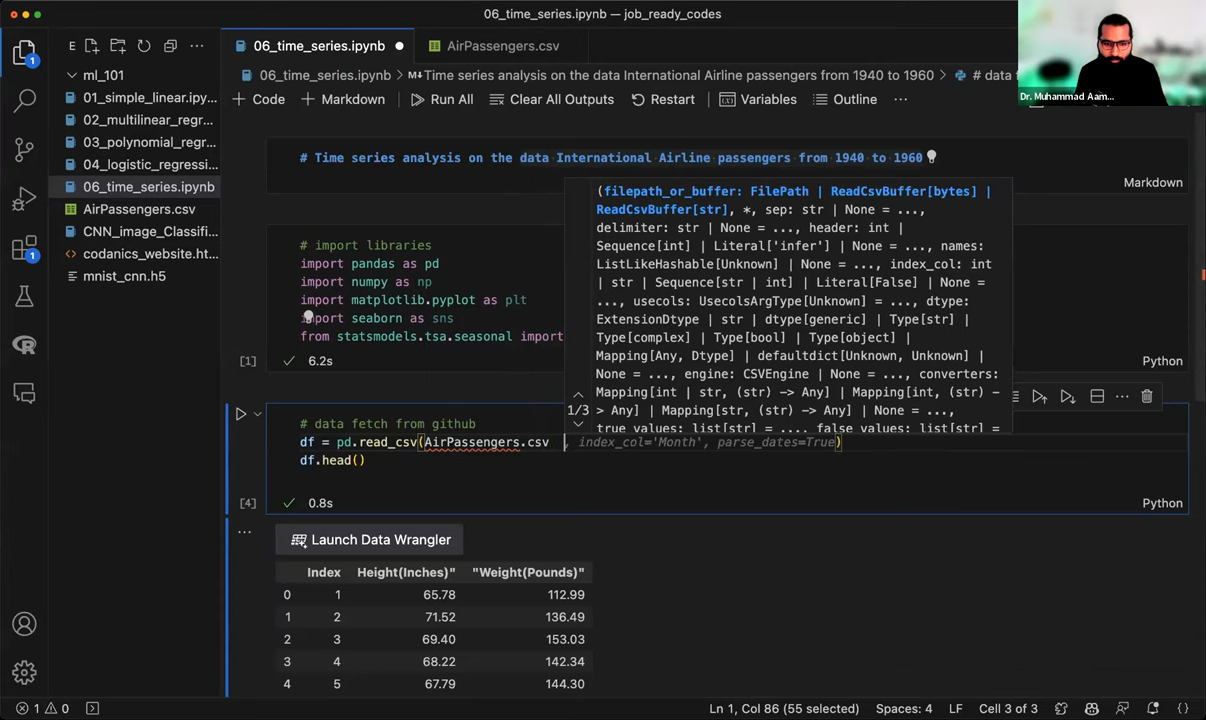 06_time_series.ipynb — job_ready_codes
Dr. Muhammad Aam...
E
06_time_series.ipynb
AirPassengers.csv
1
ml_101
06_time_series.ipynb > M↓ Time series analysis on the data International Airline passengers from 1940 to 1960 > # data f
01_simple_linear.ipy...
+ Code + Markdown Run All Clear All Outputs Restart Variables Outline ...
02_multilinear_regr...
03_polynomial_regr...
04_logistic_regressi...
06_time_series.ipynb
AirPassengers.csv
CNN_image_Classifi...
codanics_website.ht...
mnist_cnn.h5
1
# Time series analysis on the data International Airline passengers from 1940 to 1960
Markdown
# import libraries
import pandas as pd
import numpy as np
import matplotlib.pyplot as plt
import seaborn as sns
from statsmodels.tsa.seasonal import
[1] 6.2s
Python
(filepath_or_buffer: FilePath | ReadCsvBuffer[bytes] |
ReadCsvBuffer[str], *, sep: str | None = ...,
delimiter: str | None = ..., header: int |
Sequence[int] | Literal['infer'] | None = ..., names:
ListLikeHashable[Unknown] | None = ..., index_col: int
| str | Sequence[str | int] | Literal[False] | None =
..., usecols: UsecolsArgType[Unknown] = ..., dtype:
ExtensionDtype | str | dtype[generic] | Type[str] |
Type[complex] | Type[bool] | Type[object] |
Mapping[Any, Dtype] | defaultdict[Unknown, Unknown] |
None = ..., engine: CSVEngine | None = ..., converters:
Mapping[int | str, (str) -> Any] | Mapping[int, (str) -
> Any] | Mapping[str, (str) -> Any] | None = ...,
true_values: list[str] = ..., false_values: list[str] =
1/3
# data fetch from github
df = pd.read_csv(AirPassengers.csv , index_col='Month', parse_dates=True)
df.head()
[4] 0.8s
Python
...
Launch Data Wrangler
Index Height(Inches)" "Weight(Pounds)"
0 1 65.78 112.99
1 2 71.52 136.49
2 3 69.40 153.03
3 4 68.22 142.34
4 5 67.79 144.30
1 0
Ln 1, Col 86 (55 selected) Spaces: 4 LF Cell 3 of 3